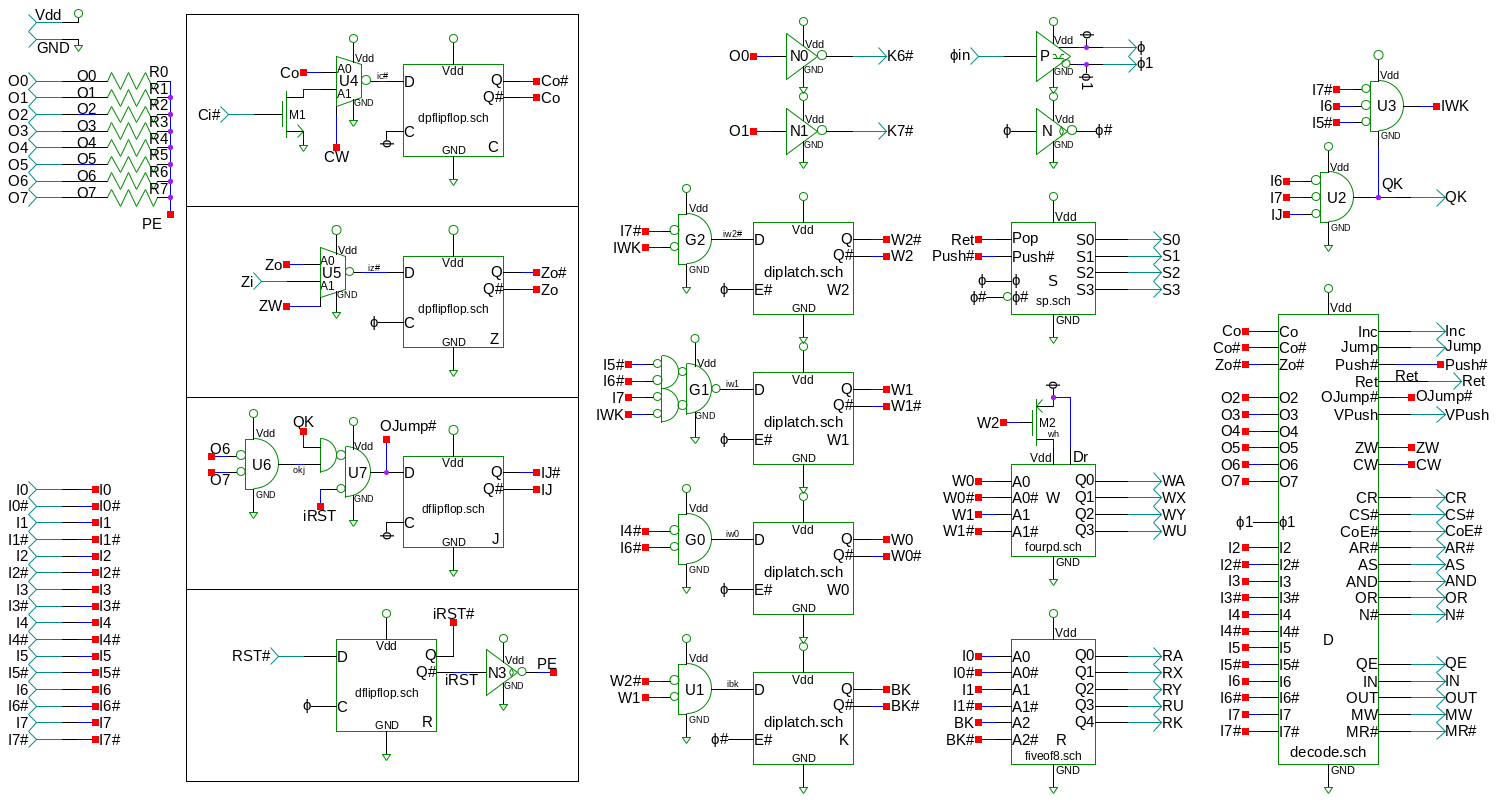 Vdd
GND
O0 O0 R0
O1 O1 R1
O2 O2 R2
O3 O3 R3
O4 O4 R4
O5 O5 R5
O6 O6 R6
O7 O7 R7
PE
I0 I0
I0# I0#
I1 I1
I1# I1#
I2 I2
I2# I2#
I3 I3
I3# I3#
I4 I4
I4# I4#
I5 I5
I5# I5#
I6 I6
I6# I6#
I7 I7
I7# I7#
Vdd Vdd
Co A0 U4 ic# D Q Co#
A1 GND Q# Co
Ci# M1
dpflipflop.sch
ϕ C
CW GND C
Vdd Vdd
Zo A0 U5 iz# D Q Zo#
Zi A1 GND Q# Zo
ZW
dpflipflop.sch
ϕ C
GND Z
QK OJump#
Vdd Vdd Vdd
O6 U6 okj U7 D Q IJ#
O7 Q# IJ
GND GND
dflipflop.sch
iRST
ϕ C
GND J
iRST#
Vdd Vdd
RST# D Q
Q# iRST N3 PE
GND
dflipflop.sch
ϕ C
GND R
Vdd
O0 N0 K6#
GND
Vdd
O1 N1 K7#
GND
Vdd Vdd
I7# G2 iw2# D Q W2#
IWK Q# W2
GND diplatch.sch
ϕ E# W2
GND
Vdd Vdd
I5#
I6# G1 iw1 D Q W1
I7 Q# W1#
IWK GND diplatch.sch
ϕ E# W1
GND
Vdd Vdd
I4# G0 iw0 D Q W0
I6# Q# W0#
GND diplatch.sch
ϕ E# W0
GND
Vdd Vdd
W2# U1 ibk D Q BK
W1 Q# BK#
GND diplatch.sch
ϕ# E# K
GND
Vdd ϕ
ϕin P ϕ
GND ϕ1
ϕ1
Vdd
ϕ N ϕ#
GND
Vdd
Ret Pop S0 S0
Push# Push# S1 S1
ϕ ϕ S S2 S2
ϕ# ϕ# sp.sch S3 S3
GND
ϕ
W2 M2
wh
Vdd Dr
W0 A0 Q0 WA
W0# A0# W Q1 WX
W1 A1 Q2 WY
W1# A1# Q3 WU
fourpd.sch
GND
Vdd
I0 A0 Q0 RA
I0# A0# Q1 RX
I1 A1 Q2 RY
I1# A1# Q3 RU
BK A2 Q4 RK
BK# A2# R
fiveof8.sch
GND
Vdd
I7#
I6 U3 IWK
I5#
GND
Vdd
I6 QK
I7 U2 QK
IJ
GND
Vdd
Co Co Inc Inc
Co# Co# Jump Jump
Zo# Zo# Push# Push#
Ret Ret Ret
O2 O2 OJump# OJump#
O3 O3 VPush VPush
O4 O4
O5 O5 ZW ZW
O6 O6 CW CW
O7 O7
CR CR
ϕ1 ϕ1 CS# CS#
CoE# CoE#
I2 I2 AR# AR#
I2# I2# AS AS
I3 I3 AND AND
I3# I3# OR OR
I4 I4 N# N#
I4# I4#
I5 I5 D
I5# I5# QE QE
I6 I6 IN IN
I6# I6# OUT OUT
I7 I7 MW MW
I7# I7# MR# MR#
decode.sch
GND